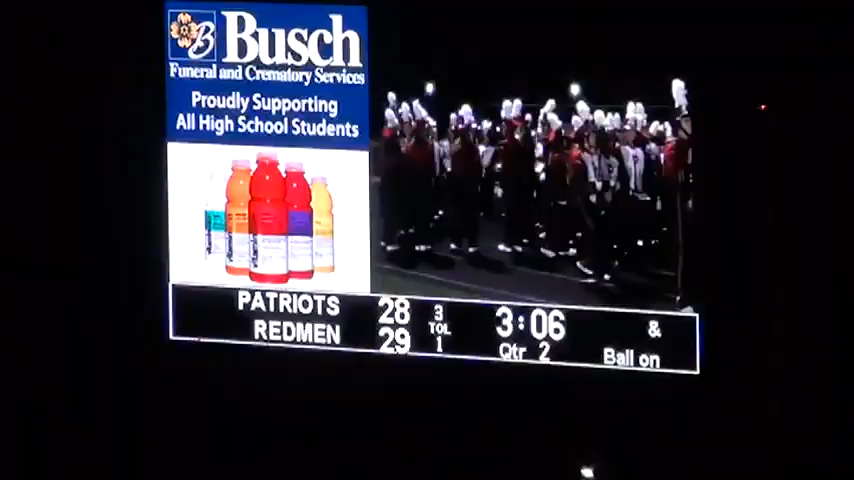 B Busch
Funeral and Crematory Services
Proudly Supporting
All High School Students
PATRIOTS 28 3 3:06 &
TOL
REDMEN 29 1 Qtr 2 Ball on